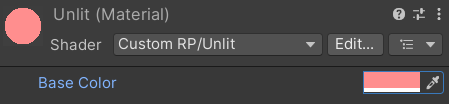 Unlit (Material)
Shader Custom RP/Unlit Edit...
Base Color